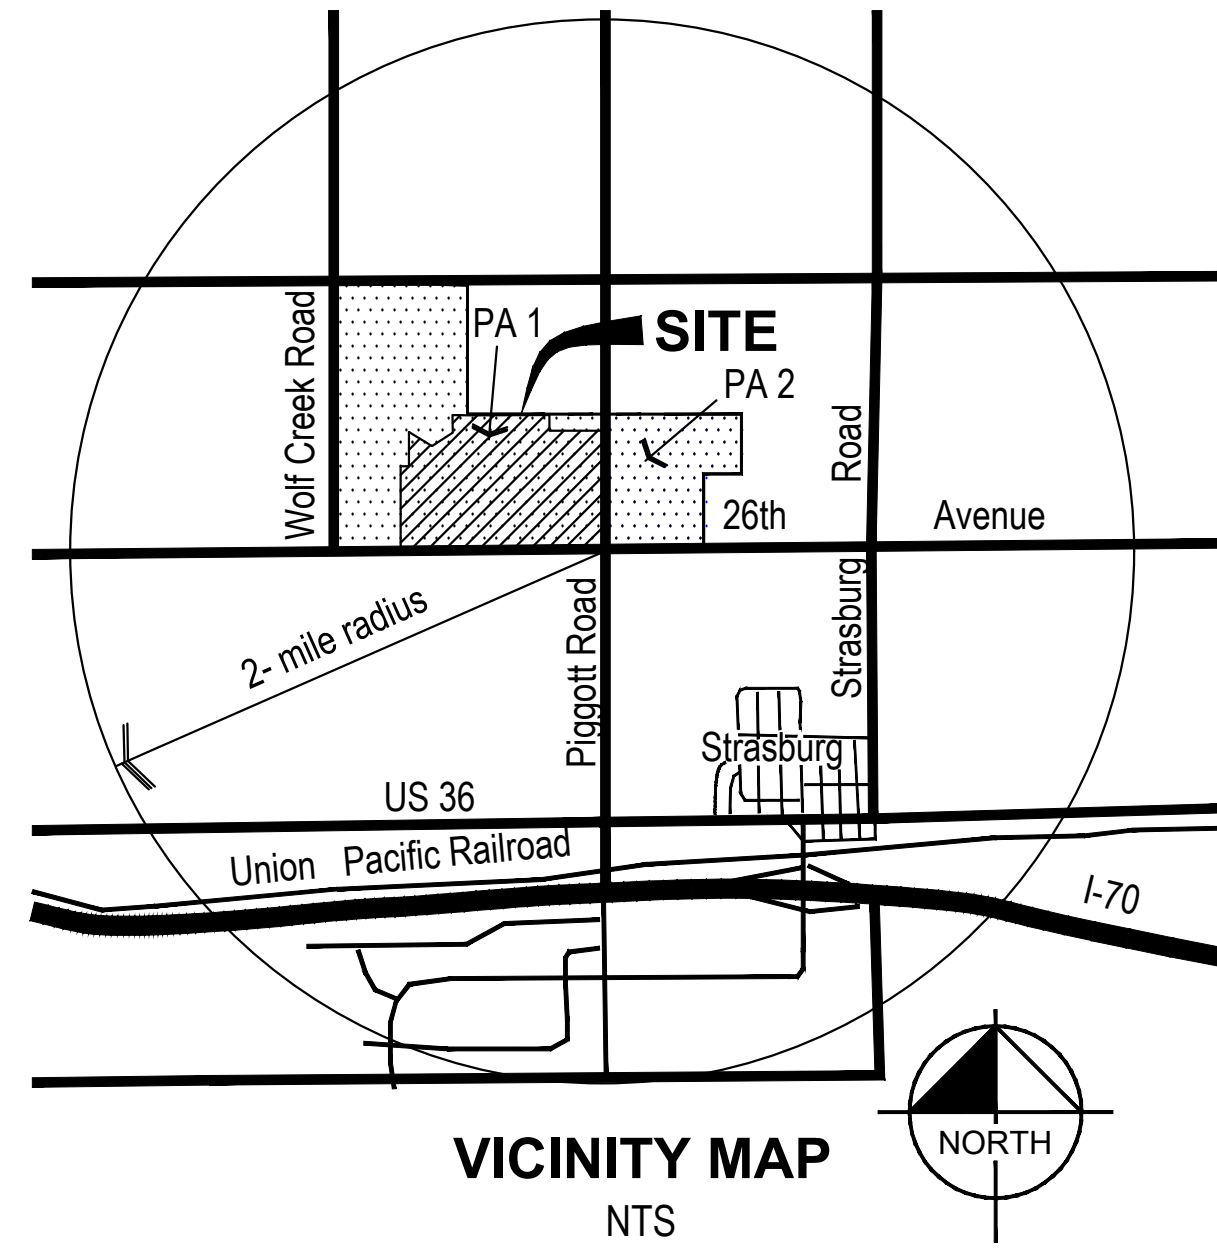 Wolf Creek Road
PA 1
SITE
PA 2
Road
26th
Avenue
Strasburg
2- mile radius
Piggott Road
Strasburg
US 36
Union Pacific Railroad
I-70
NORTH
VICINITY MAP
NTS